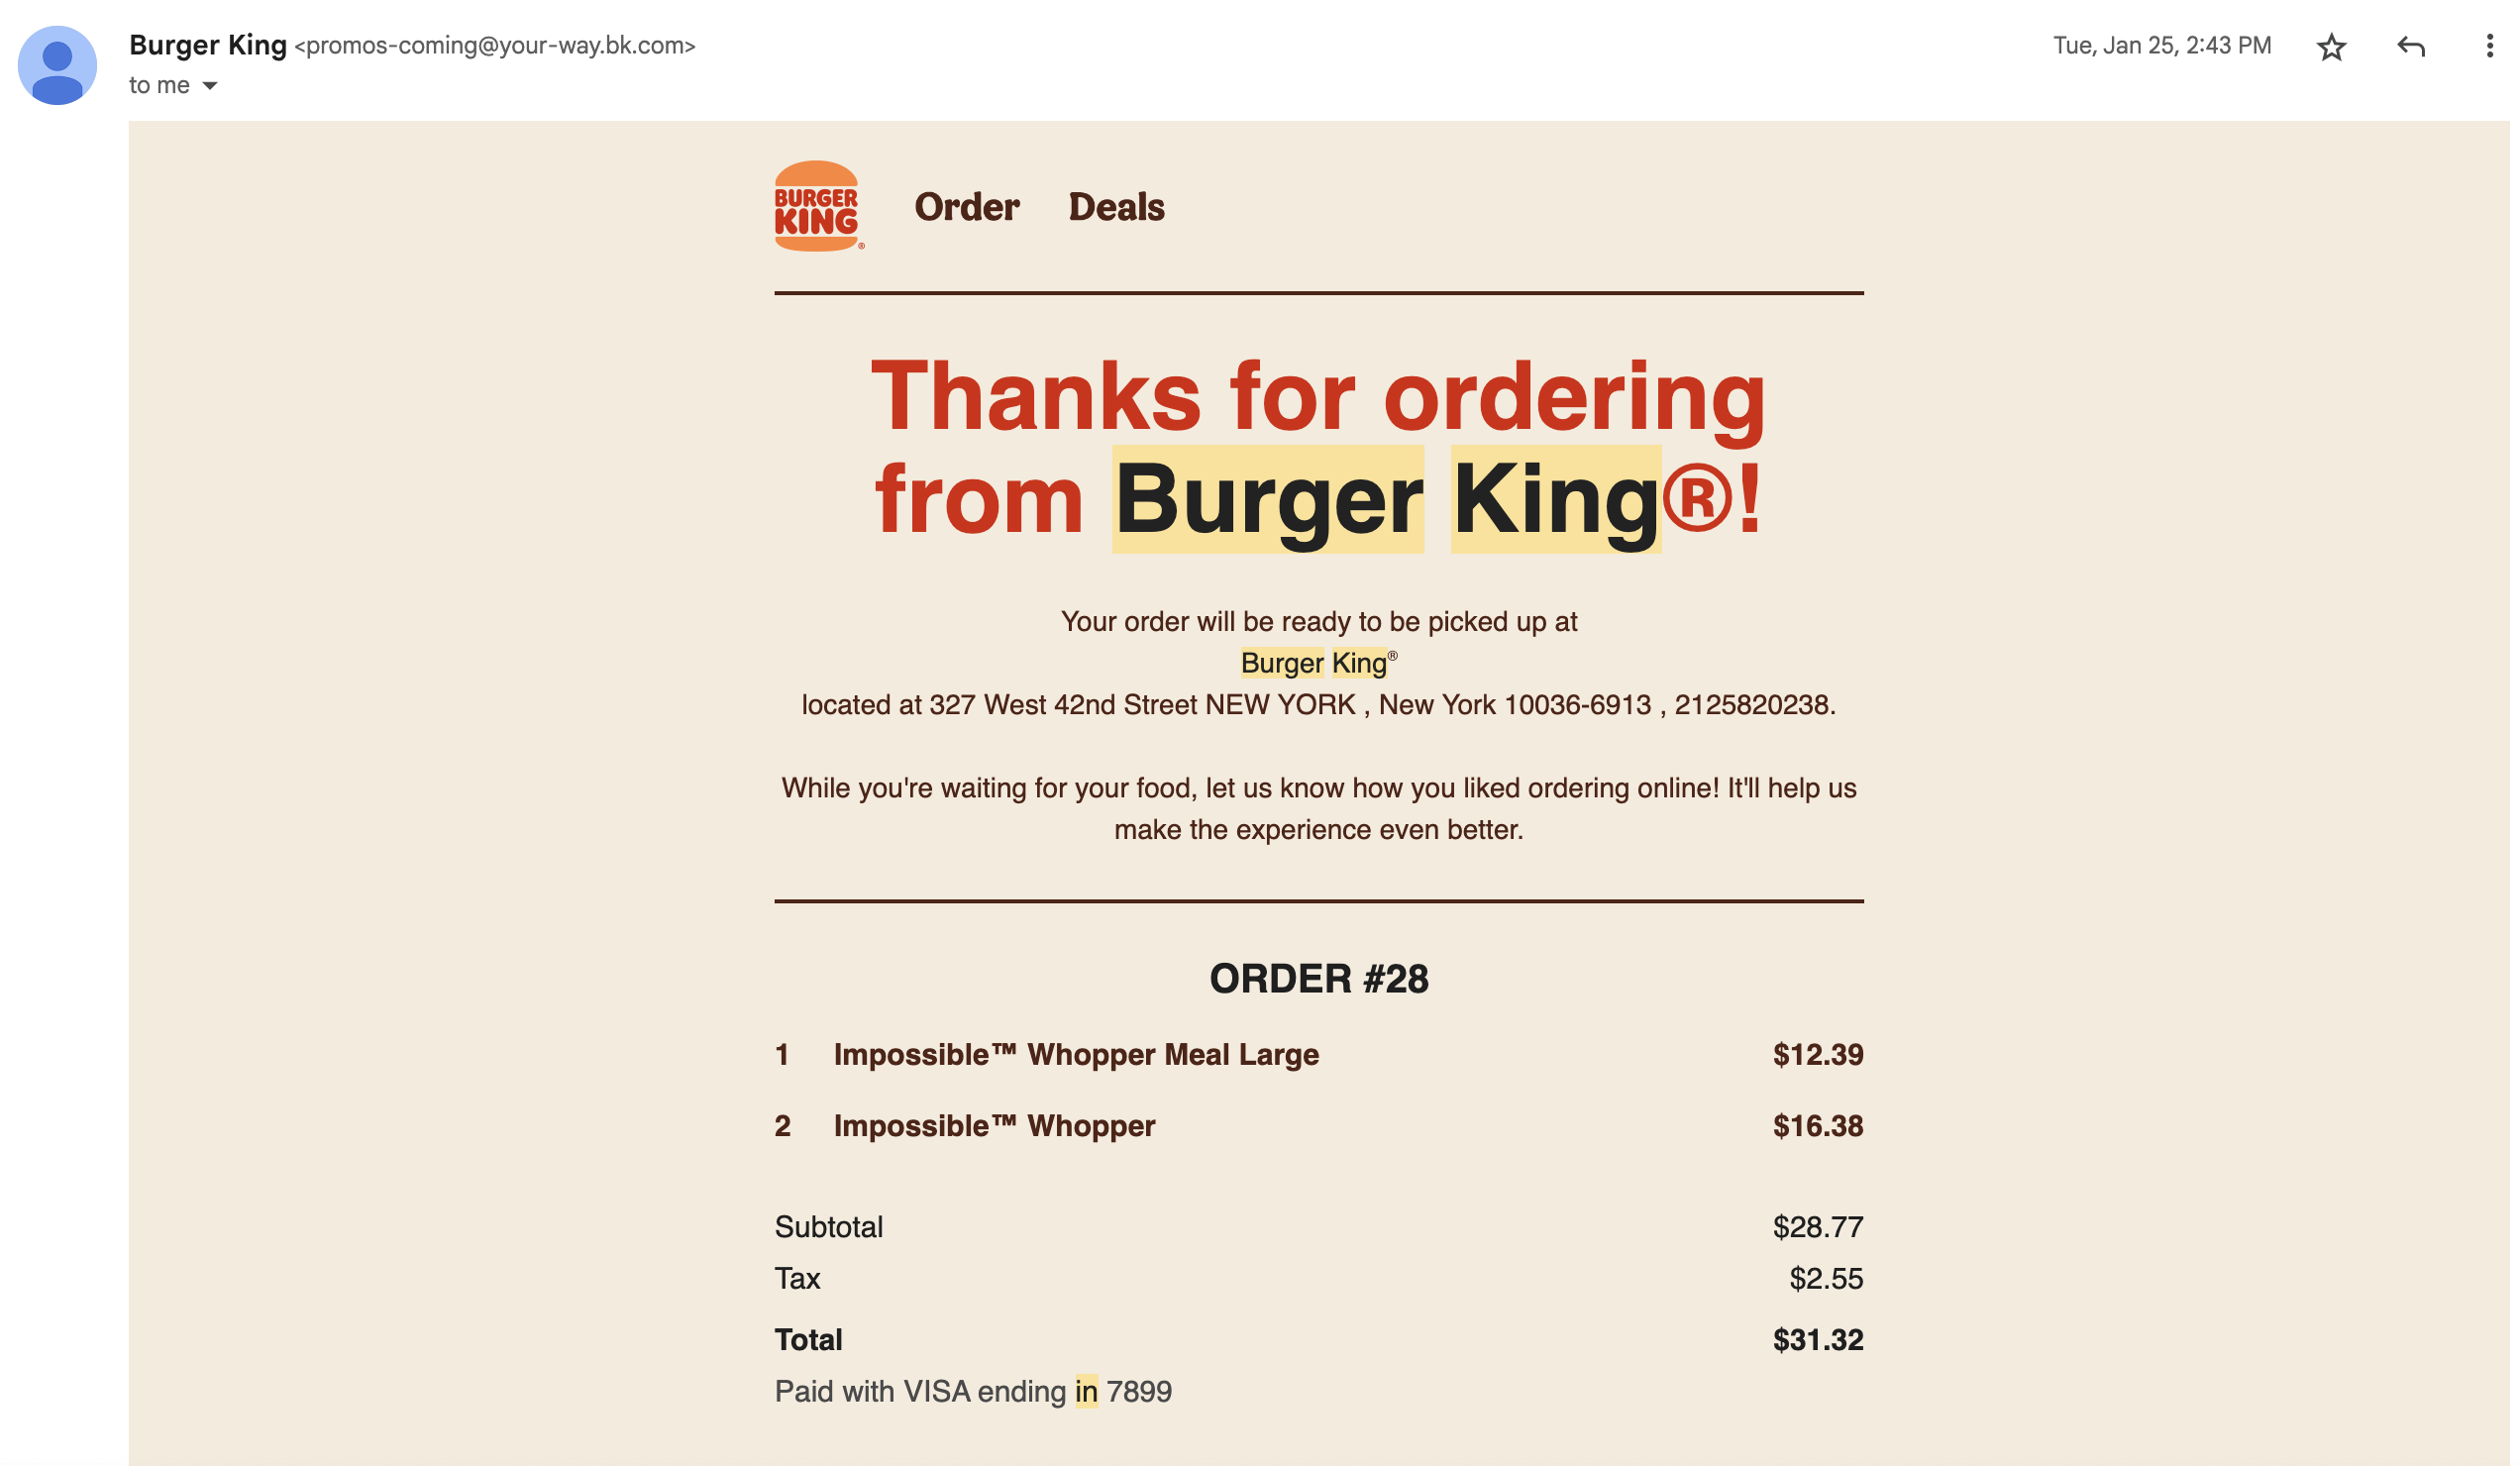 Burger King <promos-coming@your-way.bk.com>
Tue, Jan 25, 2:43 PM
to me
BURGER
KING®
Order Deals
Thanks for ordering
from Burger King®!
Your order will be ready to be picked up at
Burger King®
located at 327 West 42nd Street NEW YORK , New York 10036-6913 , 2125820238.
While you're waiting for your food, let us know how you liked ordering online! It'll help us
make the experience even better.
ORDER #28
1 Impossible™ Whopper Meal Large $12.39
2 Impossible™ Whopper $16.38
Subtotal $28.77
Tax $2.55
Total $31.32
Paid with VISA ending in 7899